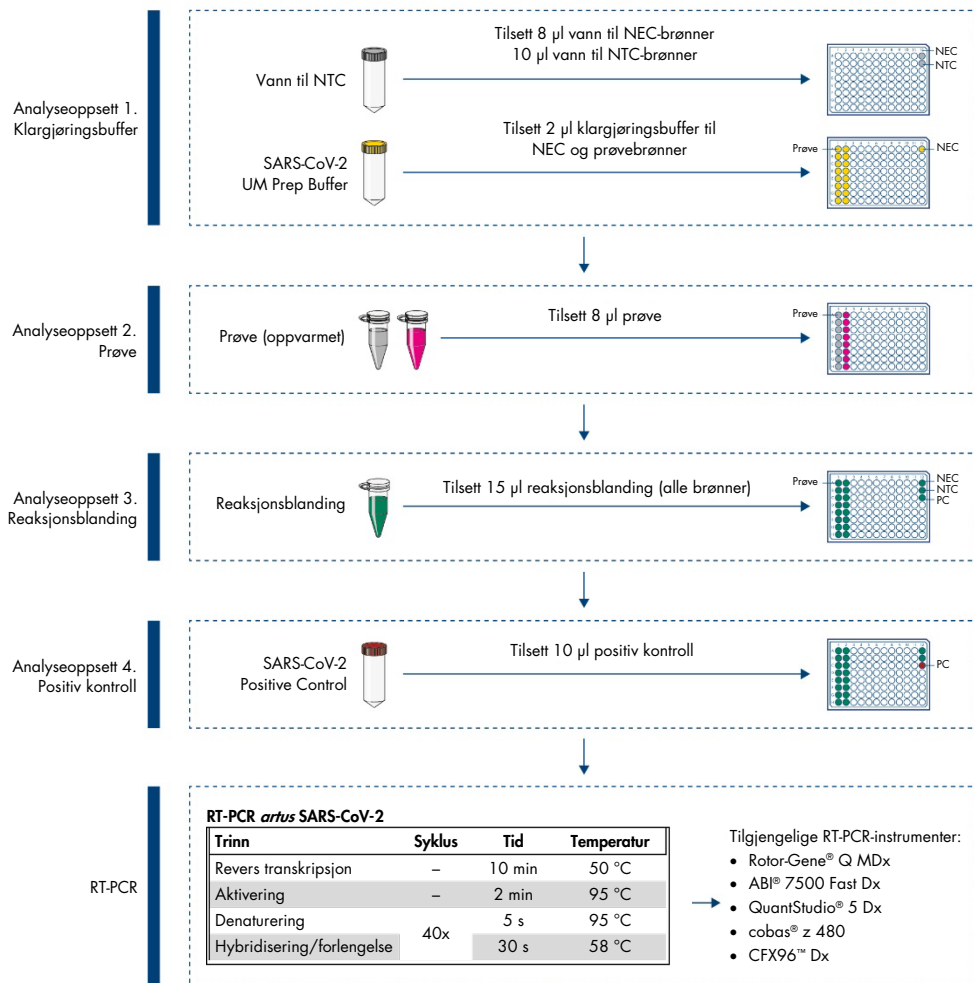 Analyseoppsett 1.
Klargjøringsbuffer
Vann til NTC
Tilsett 8 µl vann til NEC-brønner
10 µl vann til NTC-brønner
NEC
NTC
SARS-CoV-2
UM Prep Buffer
Tilsett 2 µl klargjøringsbuffer til
NEC og prøvebrønner
Prøve
NEC
Analyseoppsett 2.
Prøve
Prøve (oppvarmet)
Tilsett 8 µl prøve
Prøve
Analyseoppsett 3.
Reaksjonsblanding
Reaksjonsblanding
Tilsett 15 µl reaksjonsblanding (alle brønner)
Prøve
NEC
NTC
PC
Analyseoppsett 4.
Positiv kontroll
SARS-CoV-2
Positive Control
Tilsett 10 µl positiv kontroll
PC
RT-PCR
RT-PCR artus SARS-CoV-2
Trinn Syklus Tid Temperatur
Revers transkripsjon – 10 min 50 °C
Aktivering – 2 min 95 °C
Denaturering 40x 5 s 95 °C
Hybridisering/forlengelse 30 s 58 °C
Tilgjengelige RT-PCR-instrumenter:
• Rotor-Gene® Q MDx
• ABI® 7500 Fast Dx
• QuantStudio® 5 Dx
• cobas® z 480
• CFX96™ Dx